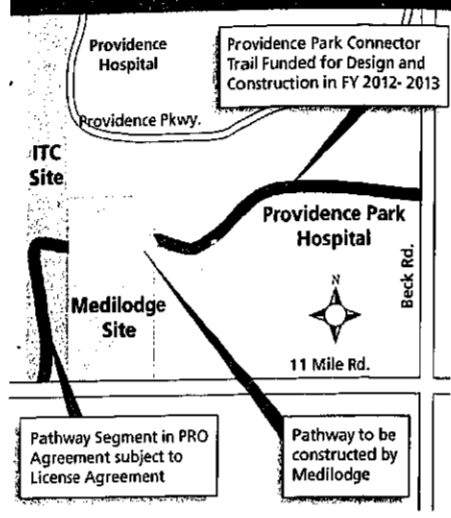 Providence
Hospital
Providence Park Connector
Trail Funded for Design and
Construction in FY 2012- 2013
Providence Pkwy.
ITC
Site
Providence Park
Hospital
Medilodge
Site
N
Beck Rd.
11 Mile Rd.
Pathway Segment in PRO
Agreement subject to
License Agreement
Pathway to be
constructed by
Medilodge